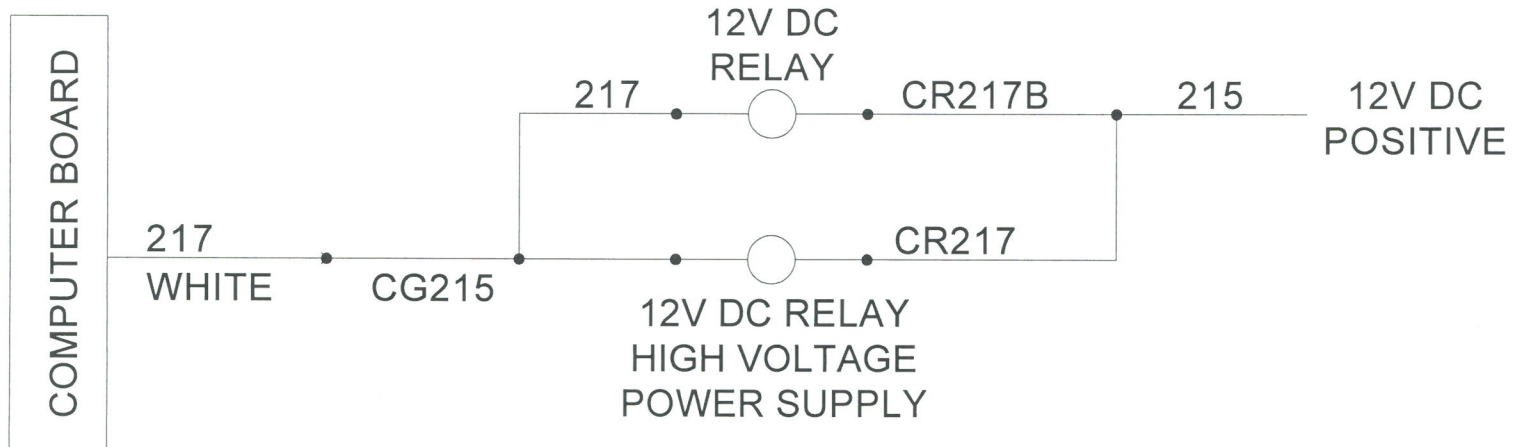 COMPUTER BOARD
217
WHITE
CG215
217
12V DC
RELAY
CR217B
215
12V DC
POSITIVE
CR217
12V DC RELAY
HIGH VOLTAGE
POWER SUPPLY